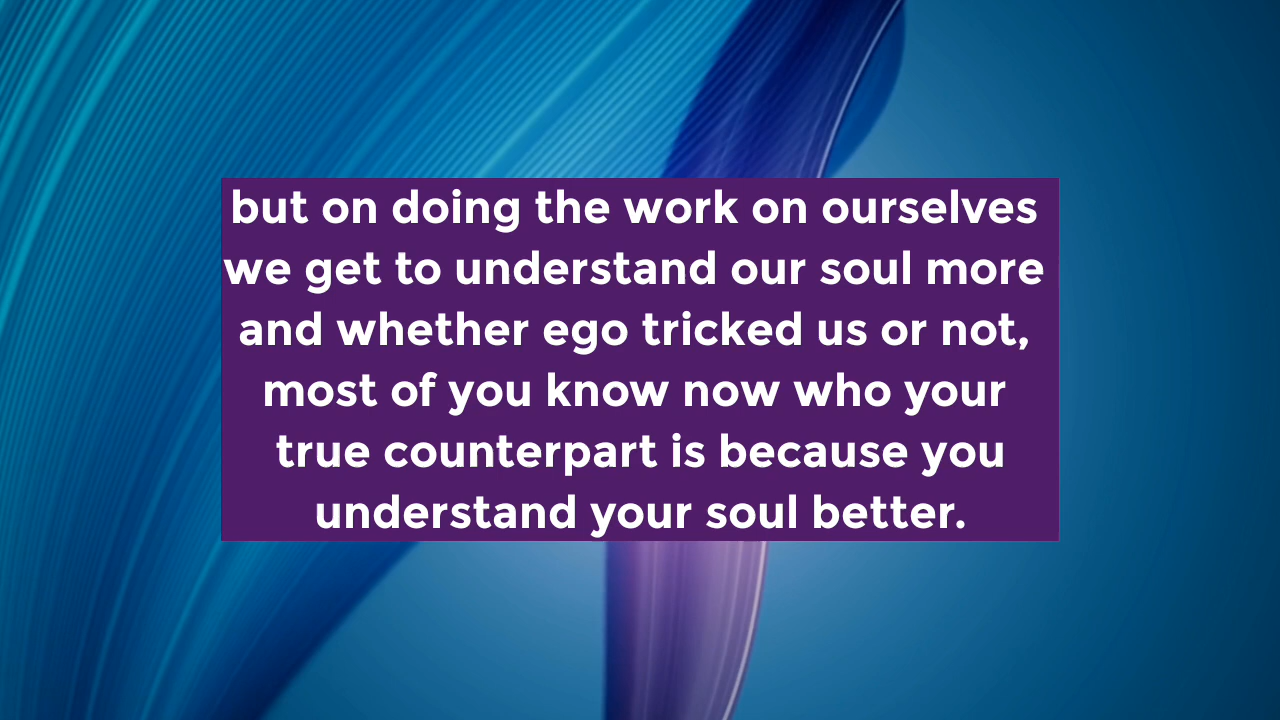 but on doing the work on ourselves
we get to understand our soul more
and whether ego tricked us or not,
most of you know now who your
true counterpart is because you
understand your soul better.